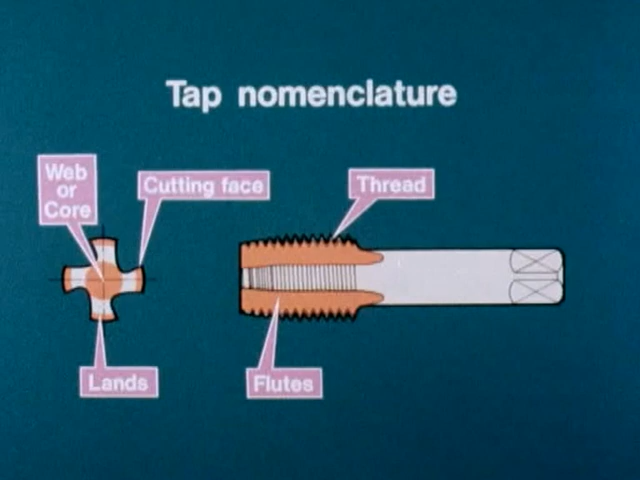 Tap nomenclature
Web
or
Core
Cutting face
Thread
Lands
Flutes